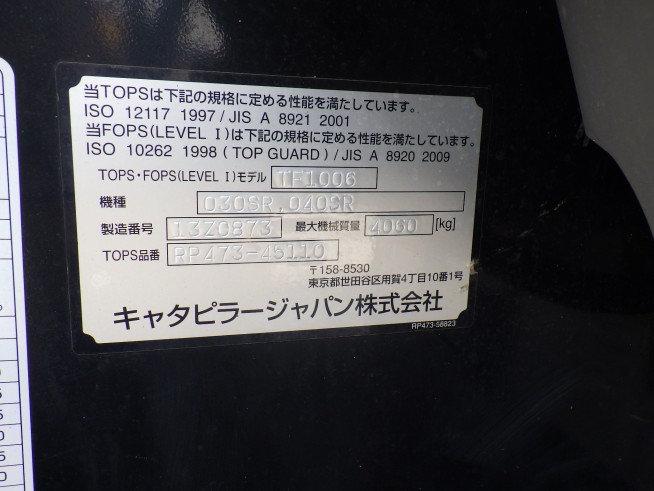 当TOPSは下記の規格に定める性能を満たしています。
ISO 12117 1997/JIS A 8921 2001
当FOPS(LEVEL I)は下記の規格に定める性能を満たしています。
ISO 10262 1998 (TOP GUARD)/JIS A 8920 2009
TOPS・FOPS(LEVEL I)モデル TF1006
機種 030SR,040SR
製造番号 13Z0873 最大機械質量 4060 [kg]
TOPS品番 RP473-45110
〒158-8530
東京都世田谷区用賀4丁目10番1号
キャタピラージャパン株式会社
RP473-58823